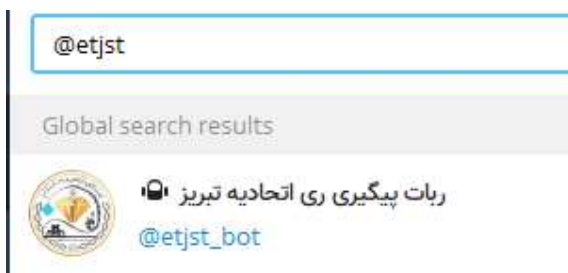 @etjst
Global search results
ربات پیگیری ری اتحادیه تبریز
@etjst_bot